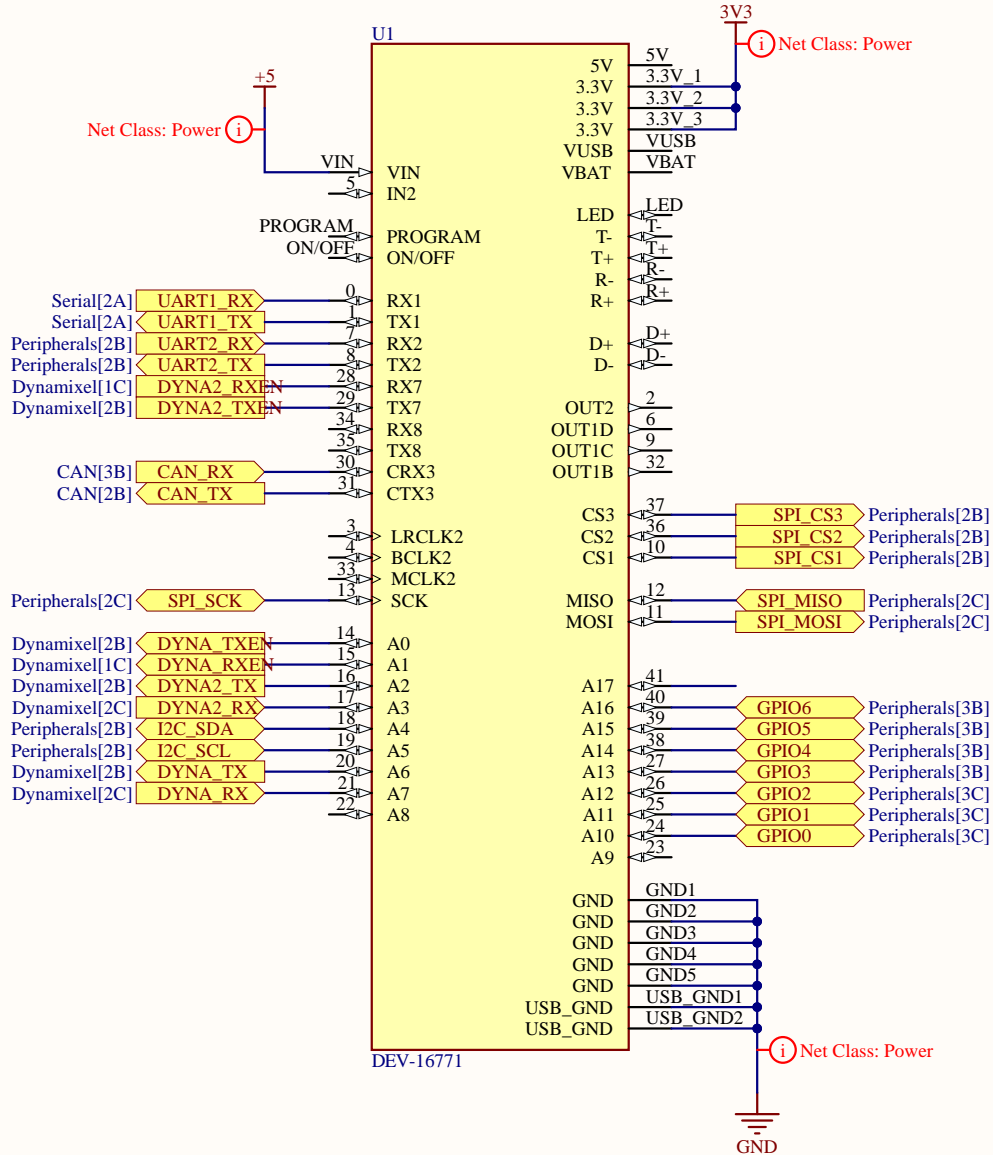 3V3
Net Class: Power
U1
+5
Net Class: Power
5V 5V
3.3V 3.3V_1
3.3V 3.3V_2
3.3V 3.3V_3
VUSB VUSB
VIN VIN VBAT VBAT
5 IN2
LED LED
PROGRAM PROGRAM T- T-
ON/OFF ON/OFF T+ T+
R- R-
Serial[2A] UART1_RX 0 RX1 R+ R+
Serial[2A] UART1_TX 1 TX1
Peripherals[2B] UART2_RX 7 RX2 D+ D+
Peripherals[2B] UART2_TX 8 TX2 D- D-
Dynamixel[1C] DYNA2_RXEN 28 RX7
Dynamixel[2B] DYNA2_TXEN 29 TX7 OUT2 2
34 RX8 OUT1D 6
35 TX8 OUT1C 9
CAN[3B] CAN_RX 30 CRX3 OUT1B 32
CAN[2B] CAN_TX 31 CTX3
CS3 37 SPI_CS3 Peripherals[2B]
3 LRCLK2 CS2 36 SPI_CS2 Peripherals[2B]
4 BCLK2 CS1 10 SPI_CS1 Peripherals[2B]
33 MCLK2
Peripherals[2C] SPI_SCK 13 SCK MISO 12 SPI_MISO Peripherals[2C]
MOSI 11 SPI_MOSI Peripherals[2C]
Dynamixel[2B] DYNA_TXEN 14 A0
Dynamixel[1C] DYNA_RXEN 15 A1
Dynamixel[2B] DYNA2_TX 16 A2 A17 41
Dynamixel[2C] DYNA2_RX 17 A3 A16 40 GPIO6 Peripherals[3B]
Peripherals[2B] I2C_SDA 18 A4 A15 39 GPIO5 Peripherals[3B]
Peripherals[2B] I2C_SCL 19 A5 A14 38 GPIO4 Peripherals[3B]
Dynamixel[2B] DYNA_TX 20 A6 A13 27 GPIO3 Peripherals[3B]
Dynamixel[2C] DYNA_RX 21 A7 A12 26 GPIO2 Peripherals[3C]
22 A8 A11 25 GPIO1 Peripherals[3C]
A10 24 GPIO0 Peripherals[3C]
A9 23
GND GND1
GND GND2
GND GND3
GND GND4
GND GND5
USB_GND USB_GND1
USB_GND USB_GND2
Net Class: Power
DEV-16771
GND